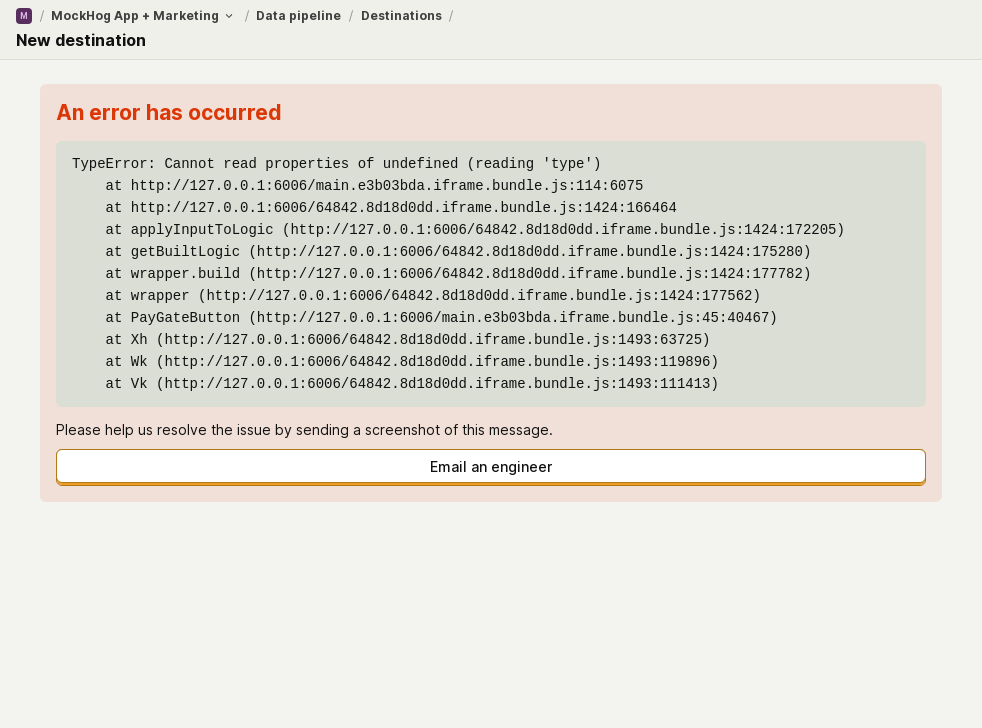 M / MockHog App + Marketing / Data pipeline / Destinations /
New destination
An error has occurred
TypeError: Cannot read properties of undefined (reading 'type')
at http://127.0.0.1:6006/main.e3b03bda.iframe.bundle.js:114:6075
at http://127.0.0.1:6006/64842.8d18d0dd.iframe.bundle.js:1424:166464
at applyInputToLogic (http://127.0.0.1:6006/64842.8d18d0dd.iframe.bundle.js:1424:172205)
at getBuiltLogic (http://127.0.0.1:6006/64842.8d18d0dd.iframe.bundle.js:1424:175280)
at wrapper.build (http://127.0.0.1:6006/64842.8d18d0dd.iframe.bundle.js:1424:177782)
at wrapper (http://127.0.0.1:6006/64842.8d18d0dd.iframe.bundle.js:1424:177562)
at PayGateButton (http://127.0.0.1:6006/main.e3b03bda.iframe.bundle.js:45:40467)
at Xh (http://127.0.0.1:6006/64842.8d18d0dd.iframe.bundle.js:1493:63725)
at Wk (http://127.0.0.1:6006/64842.8d18d0dd.iframe.bundle.js:1493:119896)
at Vk (http://127.0.0.1:6006/64842.8d18d0dd.iframe.bundle.js:1493:111413)
Please help us resolve the issue by sending a screenshot of this message.
Email an engineer